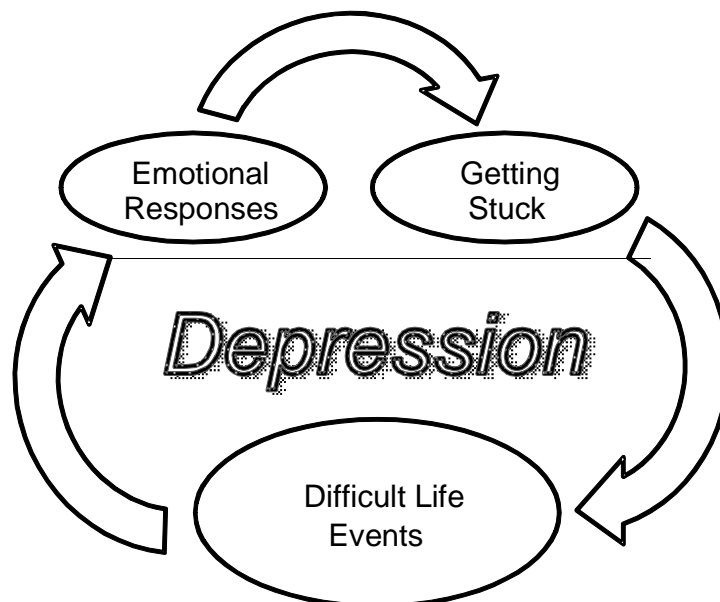 Emotional
Responses
Getting
Stuck
Depression
Difficult Life
Events